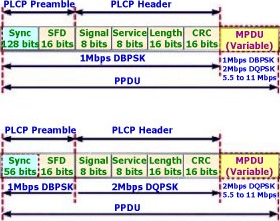 PLCP Preamble PLCP Header
Sync SFD Signal Service Length CRC MPDU
128 bits 16 bits 8 bits 8 bits 16 bits 16 bits (Variable)
1Mbps DBPSK 1Mbps DBPSK
2Mbps DQPSK
5.5 to 11 Mbps
PPDU
PLCP Preamble PLCP Header
Sync SFD Signal Service Length CRC MPDU
56 bits 16 bits 8 bits 8 bits 16 bits 16 bits (Variable)
1Mbps DBPSK 2Mbps DQPSK 2Mbps DQPSK
5.5 to 11 Mbps
PPDU